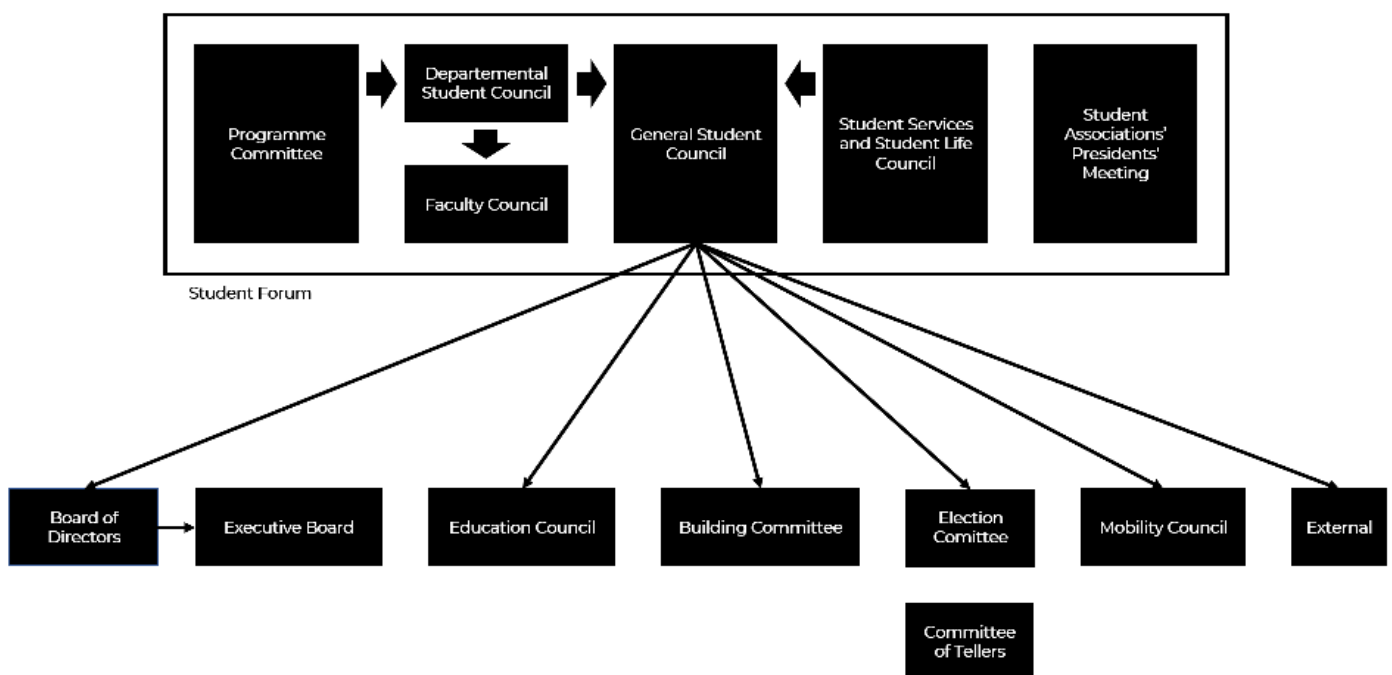 Programme
Committee
Departemental
Student Council
Faculty Council
General Student
Council
Student Services
and Student Life
Council
Student
Associations'
Presidents'
Meeting
Student Forum
Board of
Directors
Executive Board
Education Council
Building Committee
Election
Comittee
Mobility Council
External
Committee
of Tellers